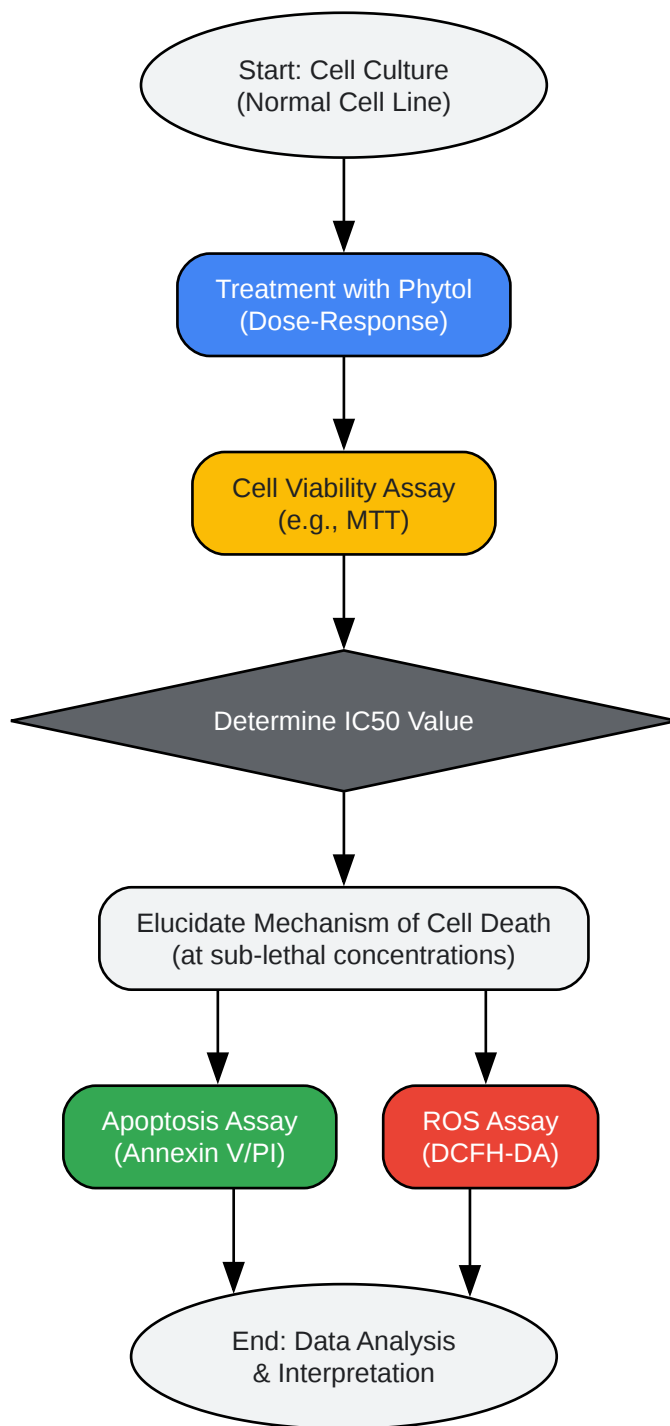 Start: Cell Culture
(Normal Cell Line)
Treatment with Phytol
(Dose-Response)
Cell Viability Assay
(e.g., MTT)
Determine IC50 Value
Elucidate Mechanism of Cell Death
(at sub-lethal concentrations)
Apoptosis Assay
(Annexin V/PI)
ROS Assay
(DCFH-DA)
End: Data Analysis
& Interpretation